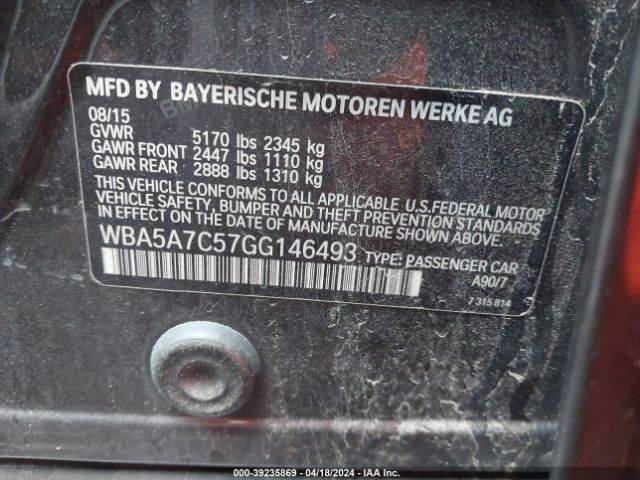 MFD BY BAYERISCHE MOTOREN WERKE AG
08/15
GVWR 5170 lbs 2345 kg
GAWR FRONT 2447 lbs 1110 kg
GAWR REAR 2888 lbs 1310 kg
THIS VEHICLE CONFORMS TO ALL APPLICABLE U.S.FEDERAL MOTOR
VEHICLE SAFETY, BUMPER AND THEFT PREVENTION STANDARDS
IN EFFECT ON THE DATE OF MANUFACTURE SHOWN ABOVE.
WBA5A7C57GG146493 TYPE: PASSENGER CAR
A90/7
7 315 814
000-39235869 - 04/18/2024 - IAA Inc.